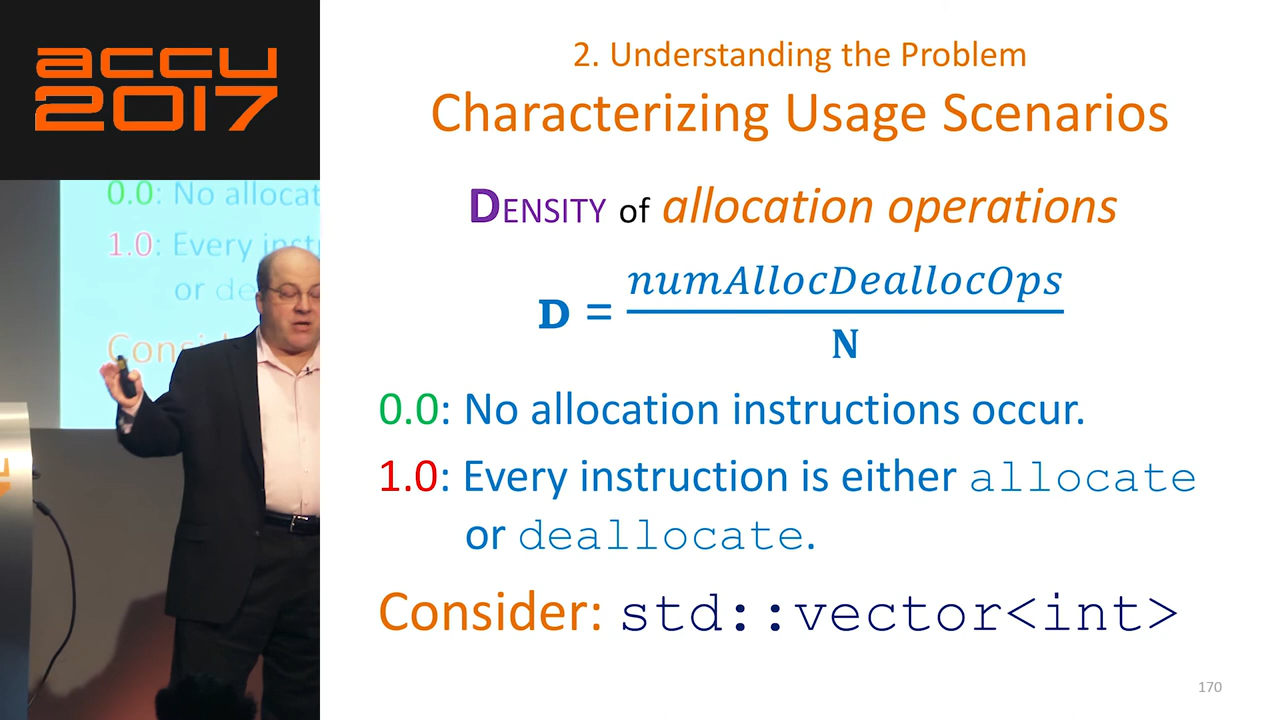 accu
2017
0.0: No allocat
1.0: Every inst
or de
Consid
2. Understanding the Problem
Characterizing Usage Scenarios
DENSITY of allocation operations
D = numAllocDeallocOps / N
0.0: No allocation instructions occur.
1.0: Every instruction is either allocate
or deallocate.
Consider: std::vector<int>
170